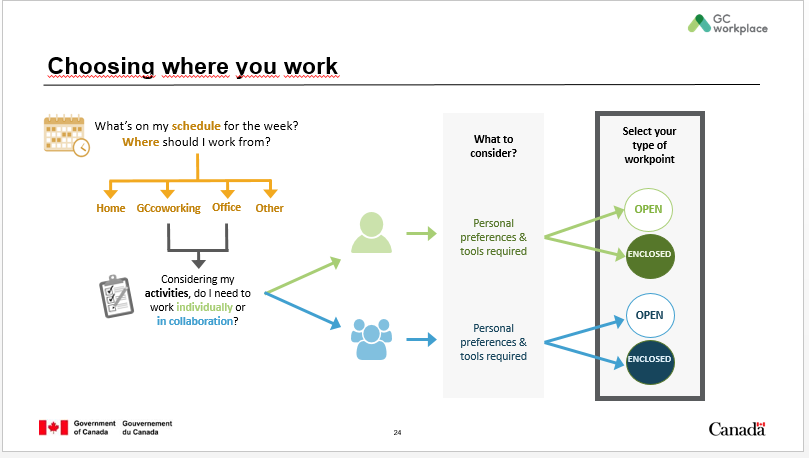 GC
workplace
Choosing where you work
What's on my schedule for the week?
Where should I work from?
Home
GCcoworking
Office
Other
Considering my
activities, do I need to
work individually or
in collaboration?
What to
consider?
Personal
preferences &
tools required
Personal
preferences &
tools required
Select your
type of
workpoint
OPEN
ENCLOSED
OPEN
ENCLOSED
Government
of Canada
Gouvernement
du Canada
24
Canada